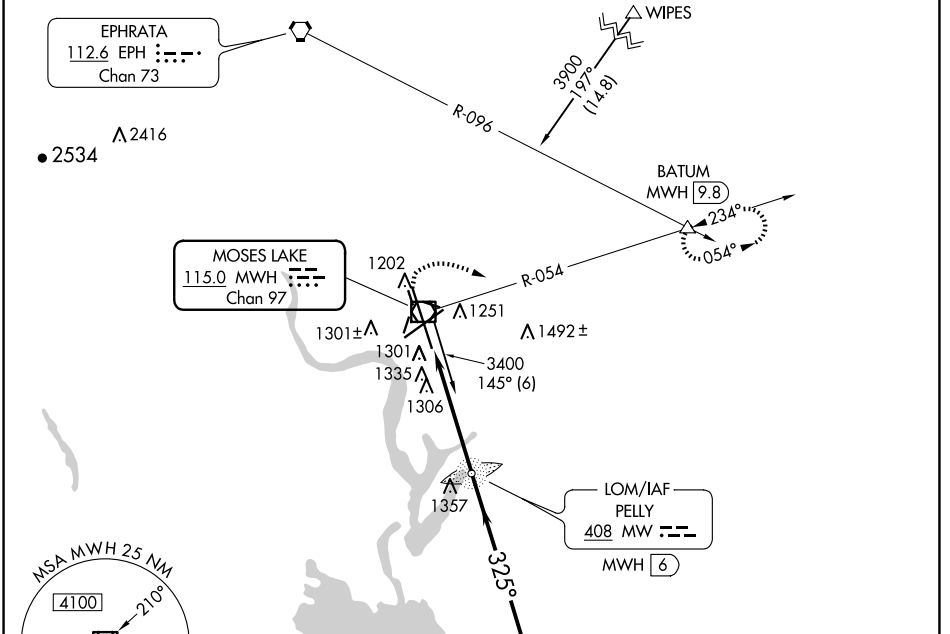 WIPES
EPHRATA
112.6 EPH
Chan 73
3900
197°
(14.8)
R-096
2416
2534
BATUM
MWH 9.8
234°
054°
MOSES LAKE
115.0 MWH
Chan 97
1202
R-054
1251
1301±
1492±
1301
3400
145° (6)
1335
1306
1357
LOM/IAF
PELLY
408 MW
MWH 6
325°
MSA MWH 25 NM
4100
210°